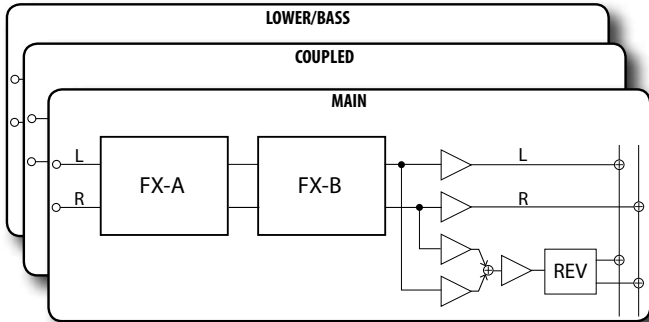 LOWER/BASS
COUPLED
MAIN
L L
FX-A FX-B
R R
REV